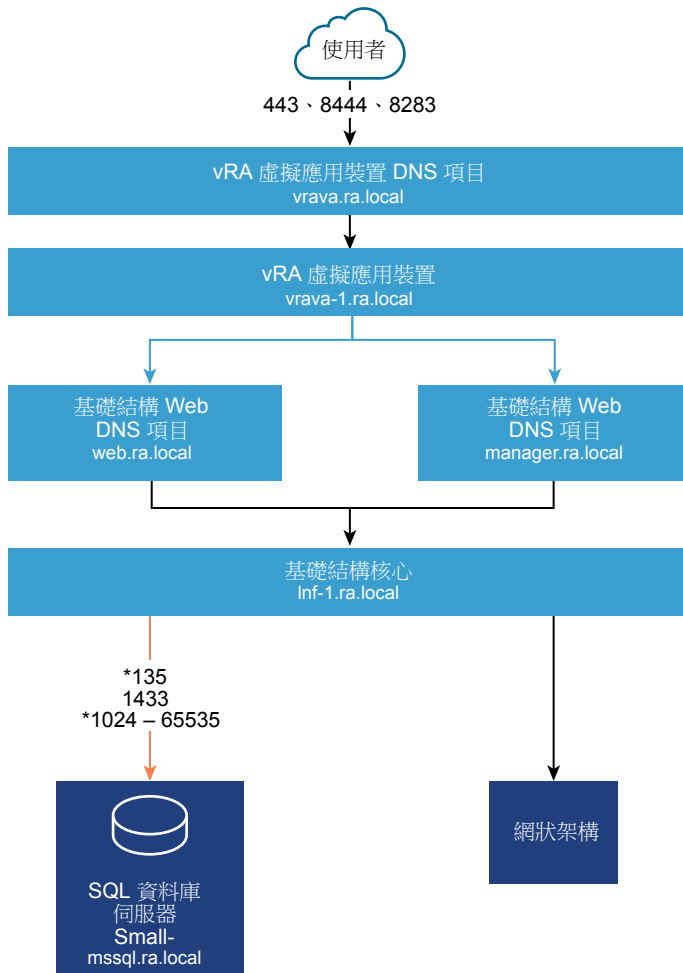 使用者
443、8444、8283
vRA 虛擬應用裝置 DNS 項目
vrava.ra.local
vRA 虛擬應用裝置
vrava-1.ra.local
基礎結構 Web
DNS 項目
web.ra.local
基礎結構 Web
DNS 項目
manager.ra.local
基礎結構核心
lnf-1.ra.local
*135
1433
*1024 – 65535
SQL 資料庫
伺服器
Small-
mssql.ra.local
網狀架構